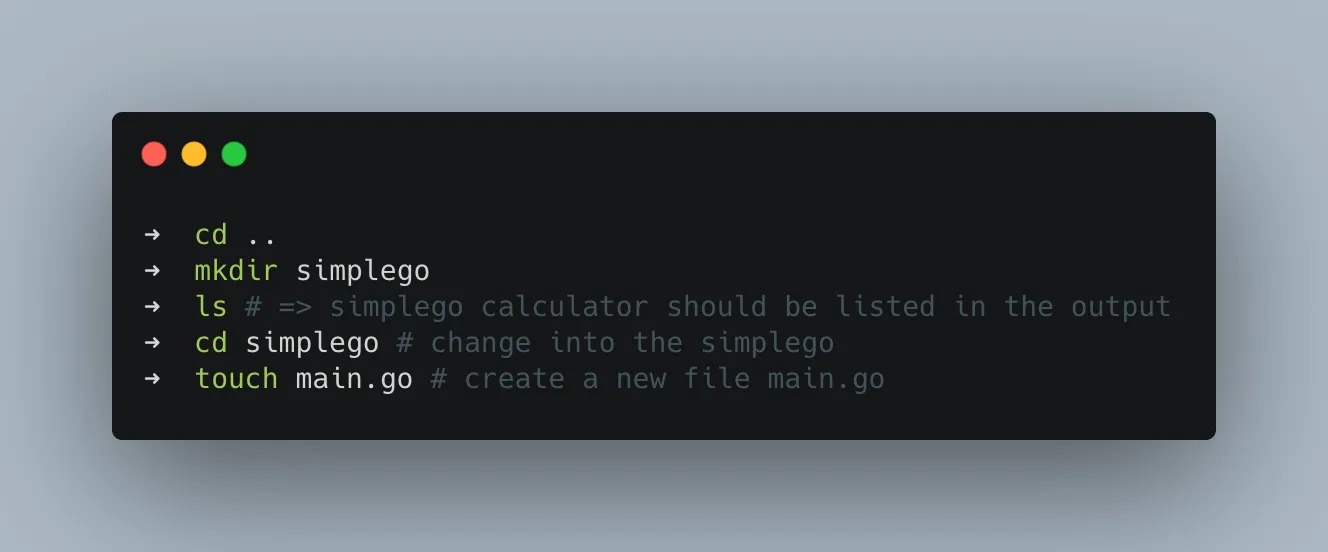 ➜ cd ..
➜ mkdir simplego
➜ ls # => simplego calculator should be listed in the output
➜ cd simplego # change into the simplego
➜ touch main.go # create a new file main.go